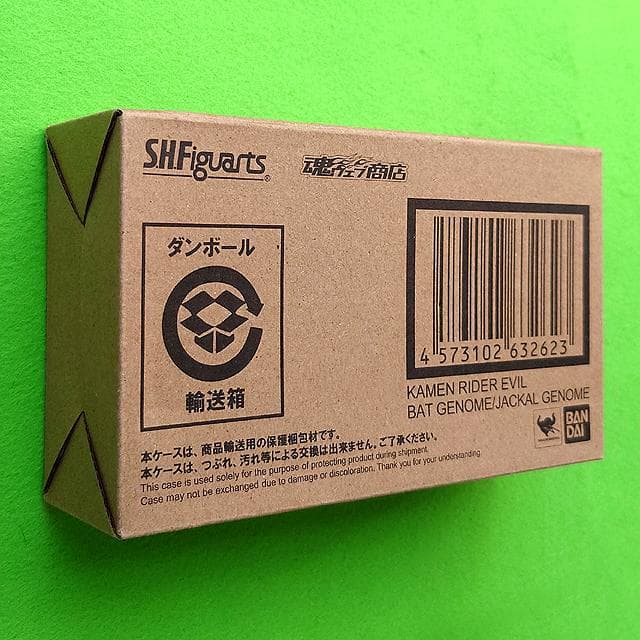 S.H.Figuarts®
魂ウェブ商店
ダンボール
輸送箱
4 573102 632623
KAMEN RIDER EVIL
BAT GENOME/JACKAL GENOME
BAN
DAI
本ケースは、商品輸送用の保護梱包材です。
本ケースは、つぶれ、汚れ等による交換は出来ません。ご了承ください。
This case is used solely for the purpose of protecting product during shipment.
Case may not be exchanged due to damage or discoloration. Thank you for your understanding.